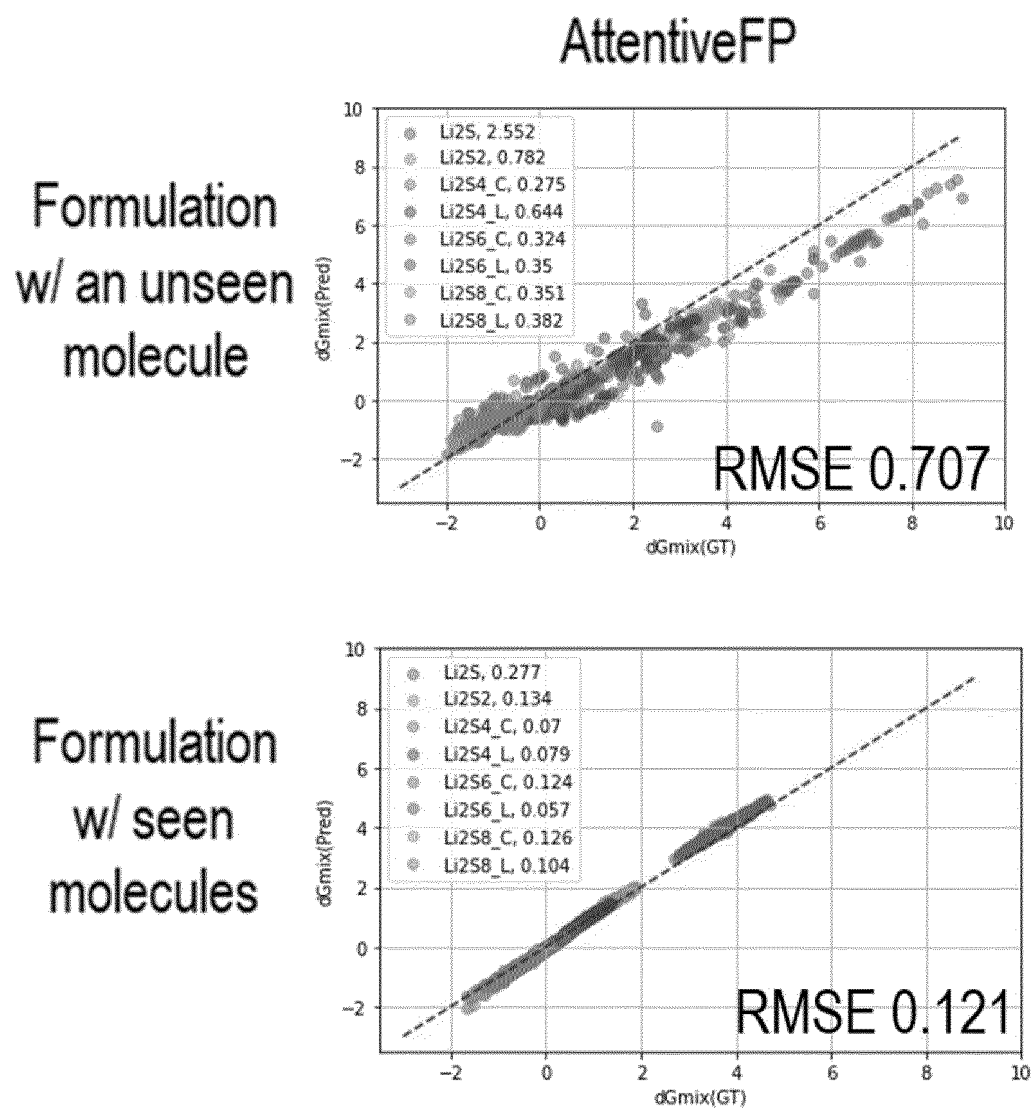 AttentiveFP
Formulation
w/ an unseen
molecule
10
8
6
4
2
0
−2
dGmix(Pred)
Li2S, 2.552
Li2S2, 0.782
Li2S4_C, 0.275
Li2S4_L, 0.644
Li2S6_C, 0.324
Li2S6_L, 0.35
Li2S8_C, 0.351
Li2S8_L, 0.382
RMSE 0.707
−2 0 2 4 6 8 10
dGmix(GT)
Formulation
w/ seen
molecules
10
8
6
4
2
0
−2
dGmix(Pred)
Li2S, 0.277
Li2S2, 0.134
Li2S4_C, 0.07
Li2S4_L, 0.079
Li2S6_C, 0.124
Li2S6_L, 0.057
Li2S8_C, 0.126
Li2S8_L, 0.104
RMSE 0.121
−2 0 2 4 6 8 10
dGmix(GT)